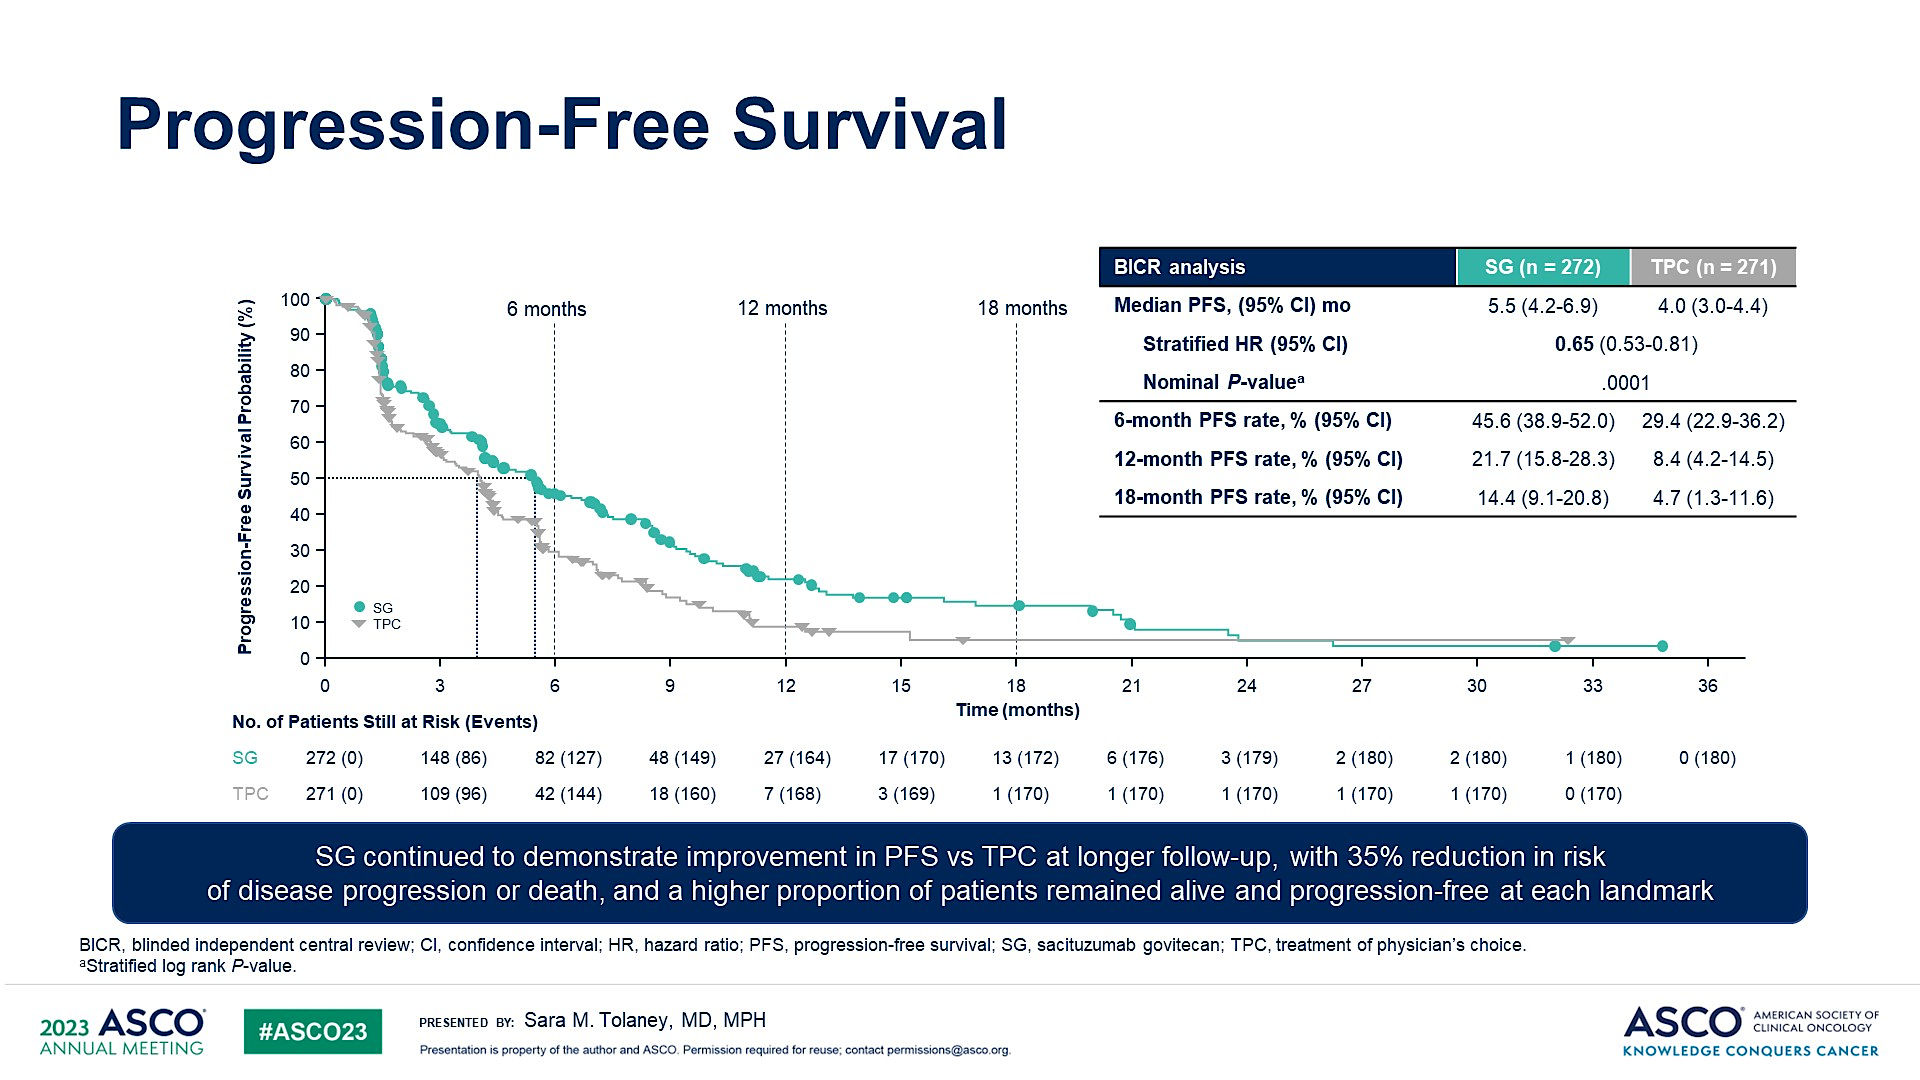 Progression-Free Survival
BICR analysis SG (n = 272) TPC (n = 271)
Median PFS, (95% CI) mo 5.5 (4.2-6.9) 4.0 (3.0-4.4)
Stratified HR (95% CI) 0.65 (0.53-0.81)
Nominal P-valueᵃ .0001
6-month PFS rate, % (95% CI) 45.6 (38.9-52.0) 29.4 (22.9-36.2)
12-month PFS rate, % (95% CI) 21.7 (15.8-28.3) 8.4 (4.2-14.5)
18-month PFS rate, % (95% CI) 14.4 (9.1-20.8) 4.7 (1.3-11.6)
Progression-Free Survival Probability (%)
6 months 12 months 18 months
100
90
80
70
60
50
40
30
20
10
0
SG
TPC
0 3 6 9 12 15 18 21 24 27 30 33 36
Time (months)
No. of Patients Still at Risk (Events)
SG 272 (0) 148 (86) 82 (127) 48 (149) 27 (164) 17 (170) 13 (172) 6 (176) 3 (179) 2 (180) 2 (180) 1 (180) 0 (180)
TPC 271 (0) 109 (96) 42 (144) 18 (160) 7 (168) 3 (169) 1 (170) 1 (170) 1 (170) 1 (170) 1 (170) 0 (170)
SG continued to demonstrate improvement in PFS vs TPC at longer follow-up, with 35% reduction in risk
of disease progression or death, and a higher proportion of patients remained alive and progression-free at each landmark
BICR, blinded independent central review; CI, confidence interval; HR, hazard ratio; PFS, progression-free survival; SG, sacituzumab govitecan; TPC, treatment of physician's choice.
ᵃStratified log rank P-value.
2023 ASCO
ANNUAL MEETING
#ASCO23
PRESENTED BY: Sara M. Tolaney, MD, MPH
Presentation is property of the author and ASCO. Permission required for reuse; contact permissions@asco.org.
ASCO AMERICAN SOCIETY OF
CLINICAL ONCOLOGY
KNOWLEDGE CONQUERS CANCER